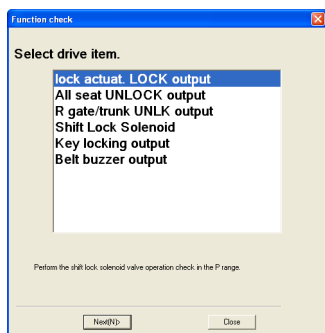 Function check
Select drive item.
lock actuat. LOCK output
All seat UNLOCK output
R gate/trunk UNLK output
Shift Lock Solenoid
Key locking output
Belt buzzer output
Perform the shift lock solenoid valve operation check in the P range.
Next(N)>
Close